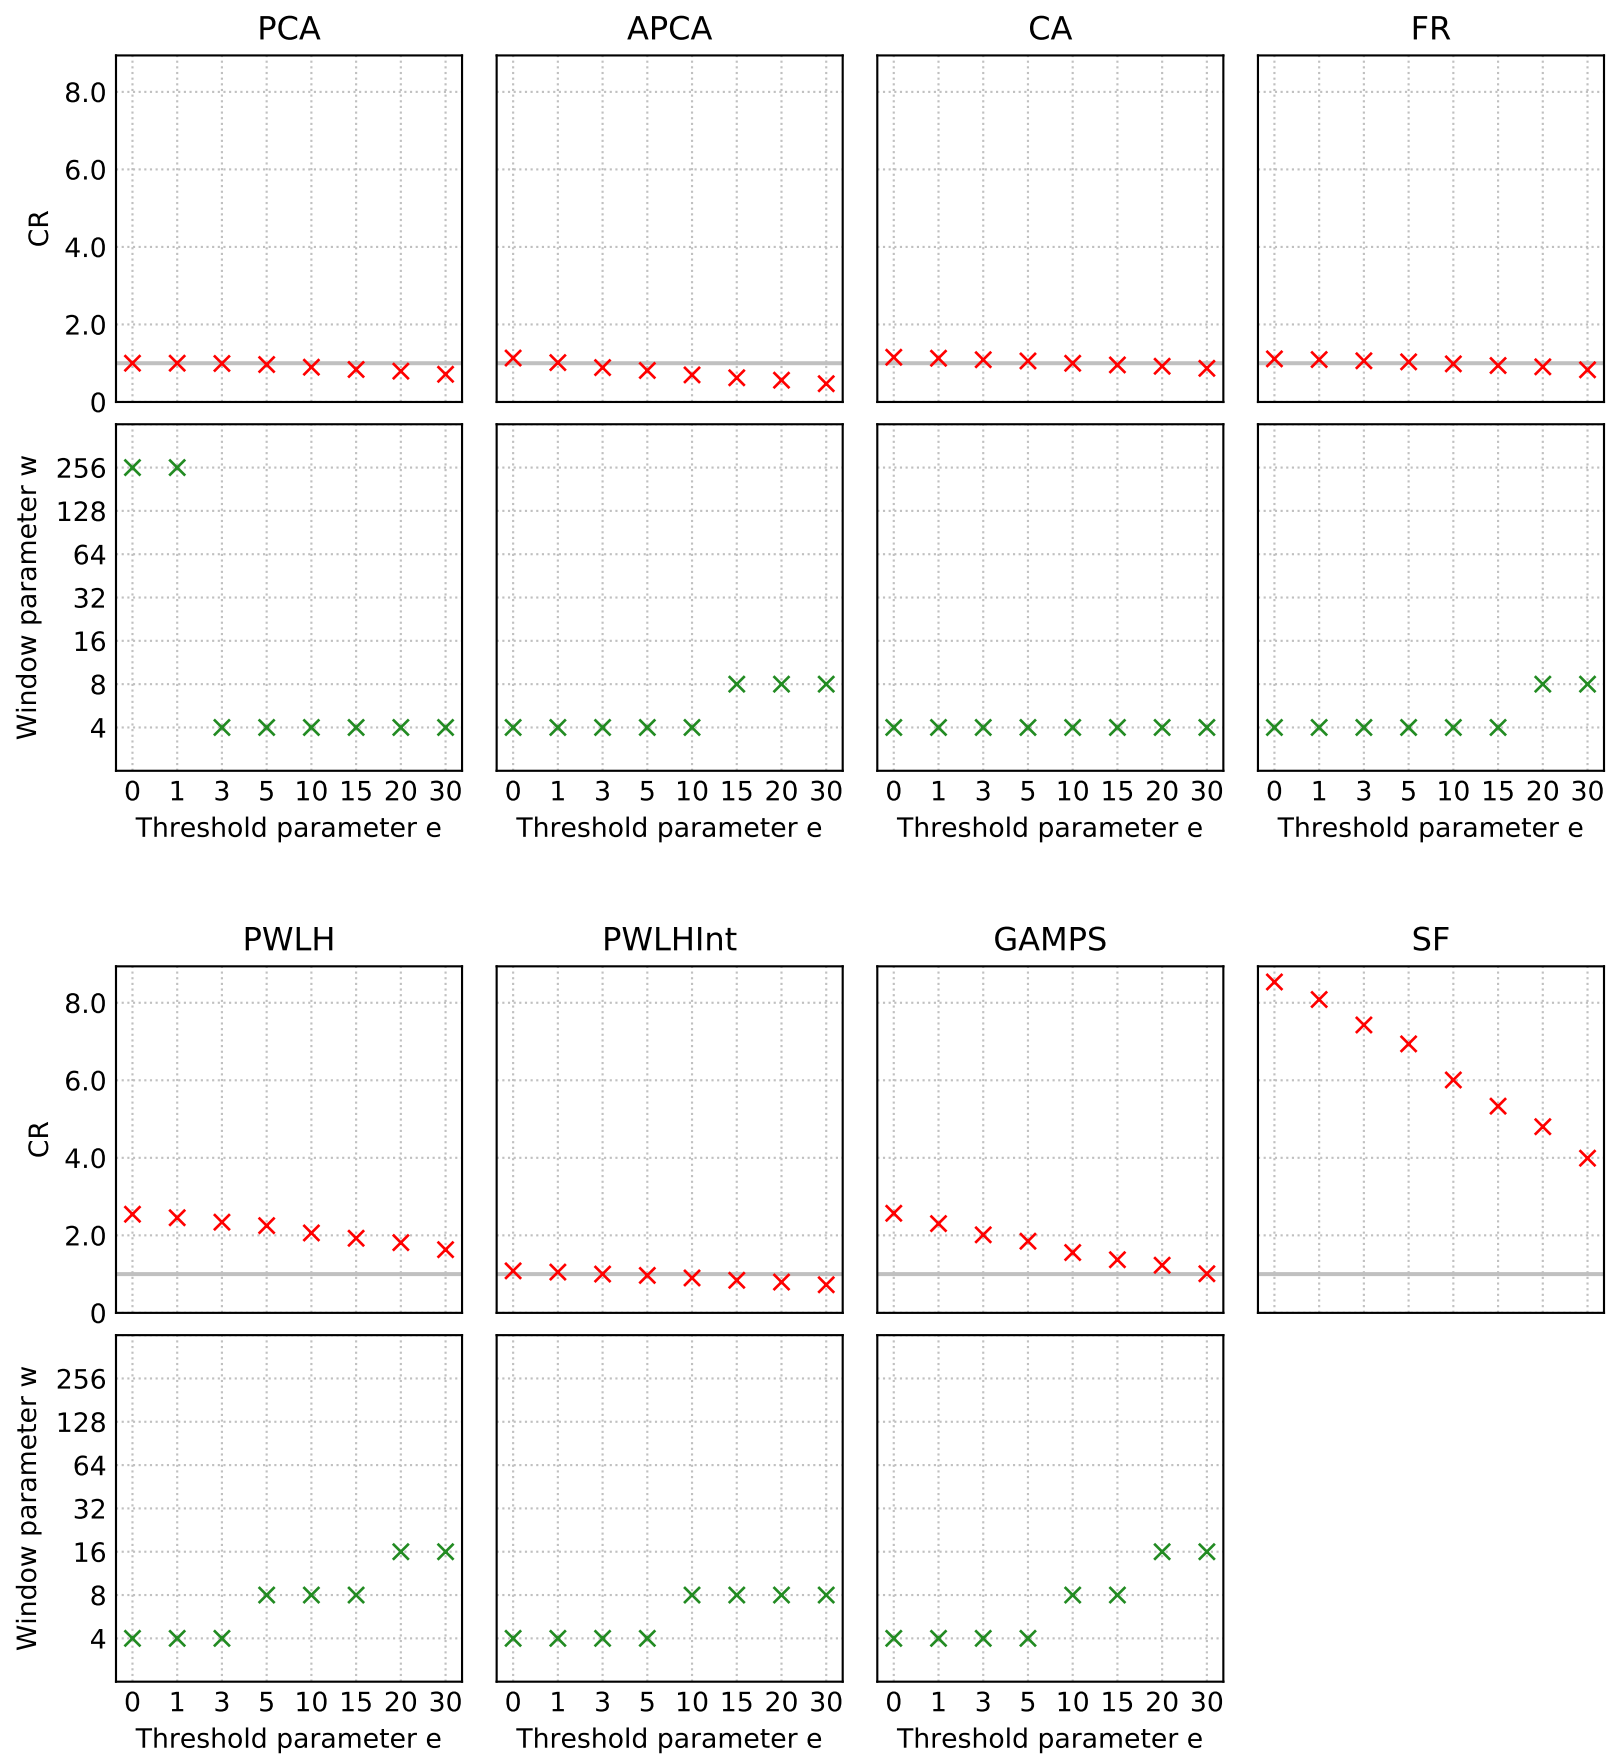 PCA APCA CA FR
CR
8.0
6.0
4.0
2.0
0
Window parameter w
256
128
64
32
16
8
4
0 1 3 5 10 15 20 30 0 1 3 5 10 15 20 30 0 1 3 5 10 15 20 30 0 1 3 5 10 15 20 30
Threshold parameter e Threshold parameter e Threshold parameter e Threshold parameter e
PWLH PWLHInt GAMPS SF
CR
8.0
6.0
4.0
2.0
0
Window parameter w
256
128
64
32
16
8
4
0 1 3 5 10 15 20 30 0 1 3 5 10 15 20 30 0 1 3 5 10 15 20 30
Threshold parameter e Threshold parameter e Threshold parameter e